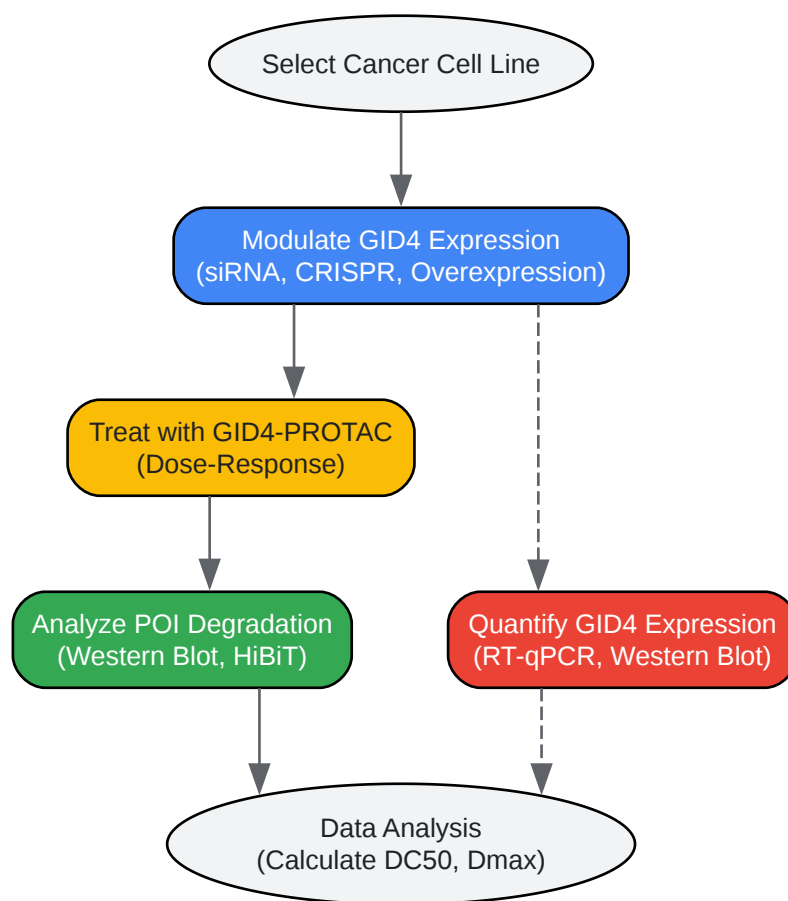 Select Cancer Cell Line
Modulate GID4 Expression
(siRNA, CRISPR, Overexpression)
Treat with GID4-PROTAC
(Dose-Response)
Analyze POI Degradation
(Western Blot, HiBiT)
Quantify GID4 Expression
(RT-qPCR, Western Blot)
Data Analysis
(Calculate DC50, Dmax)